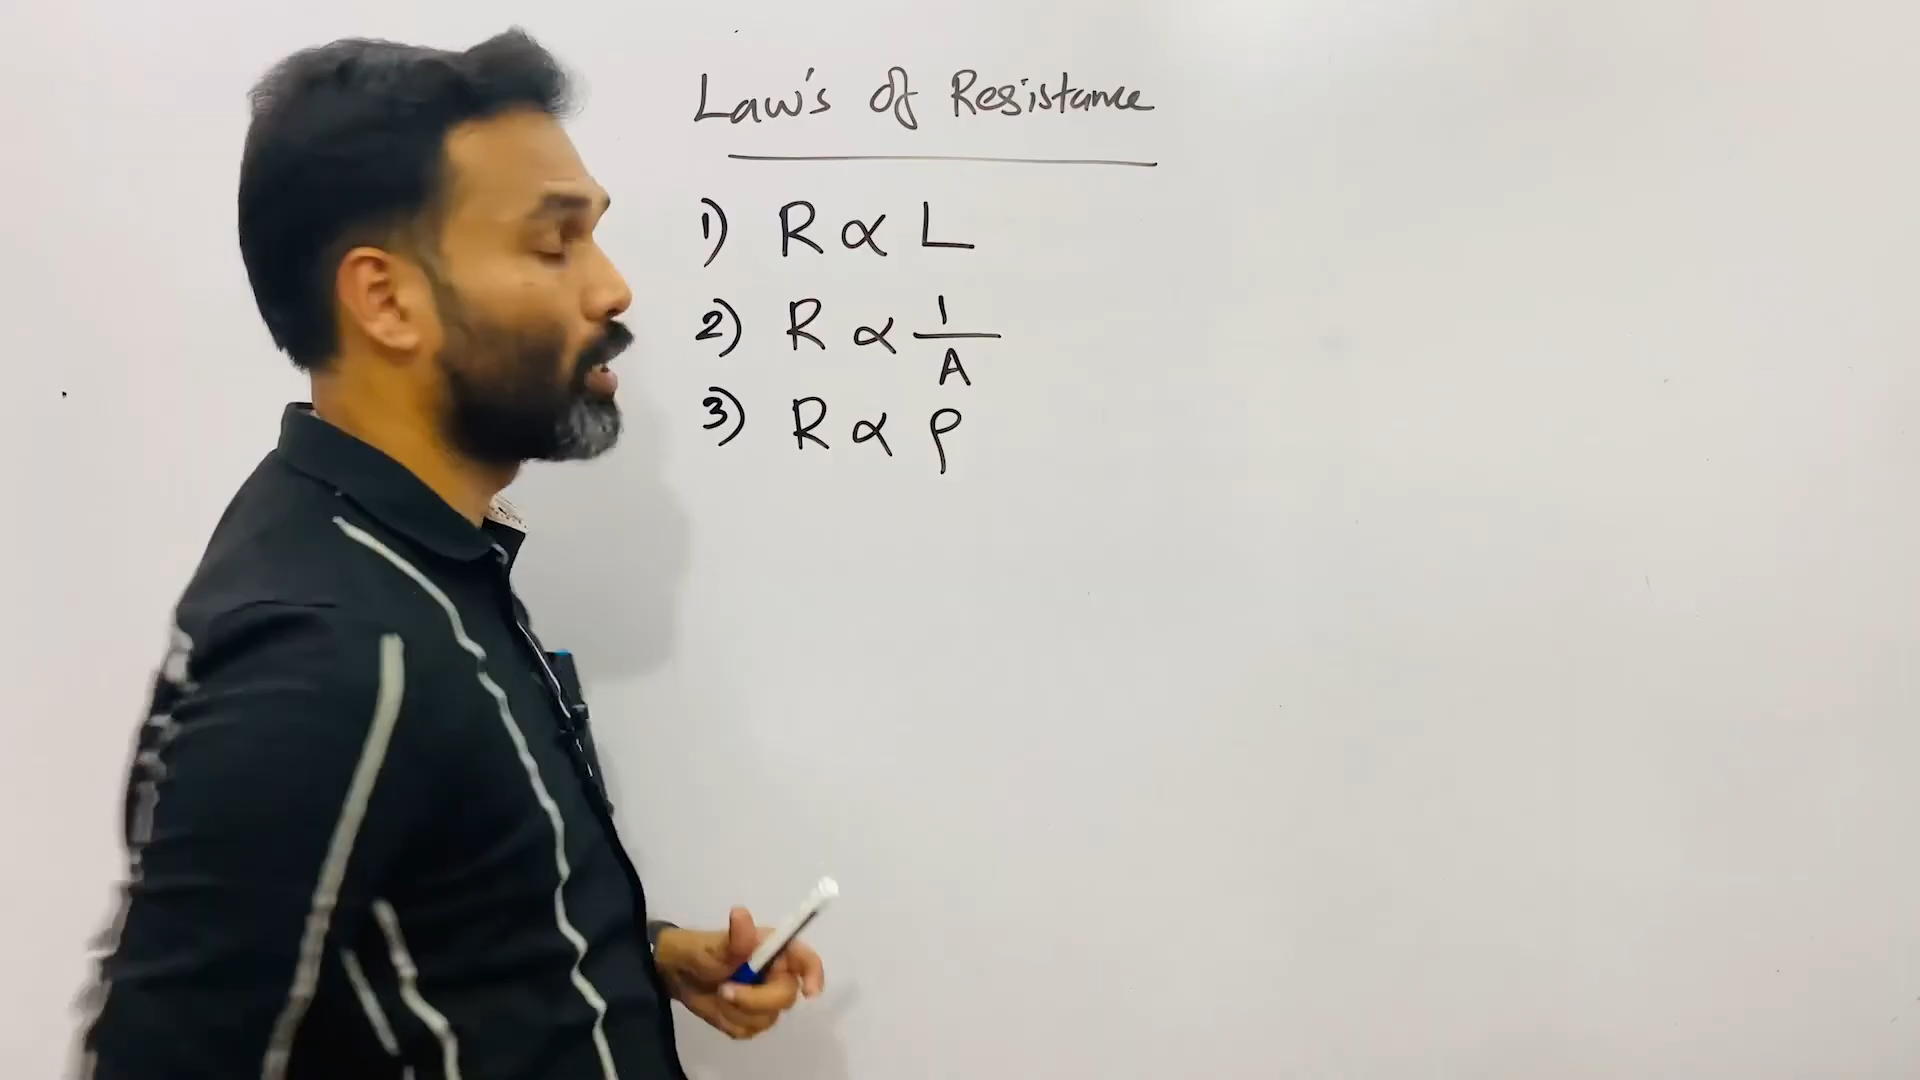 Law's of Resistance
1) R ∝ L
2) R ∝ 1/A
3) R ∝ ρ